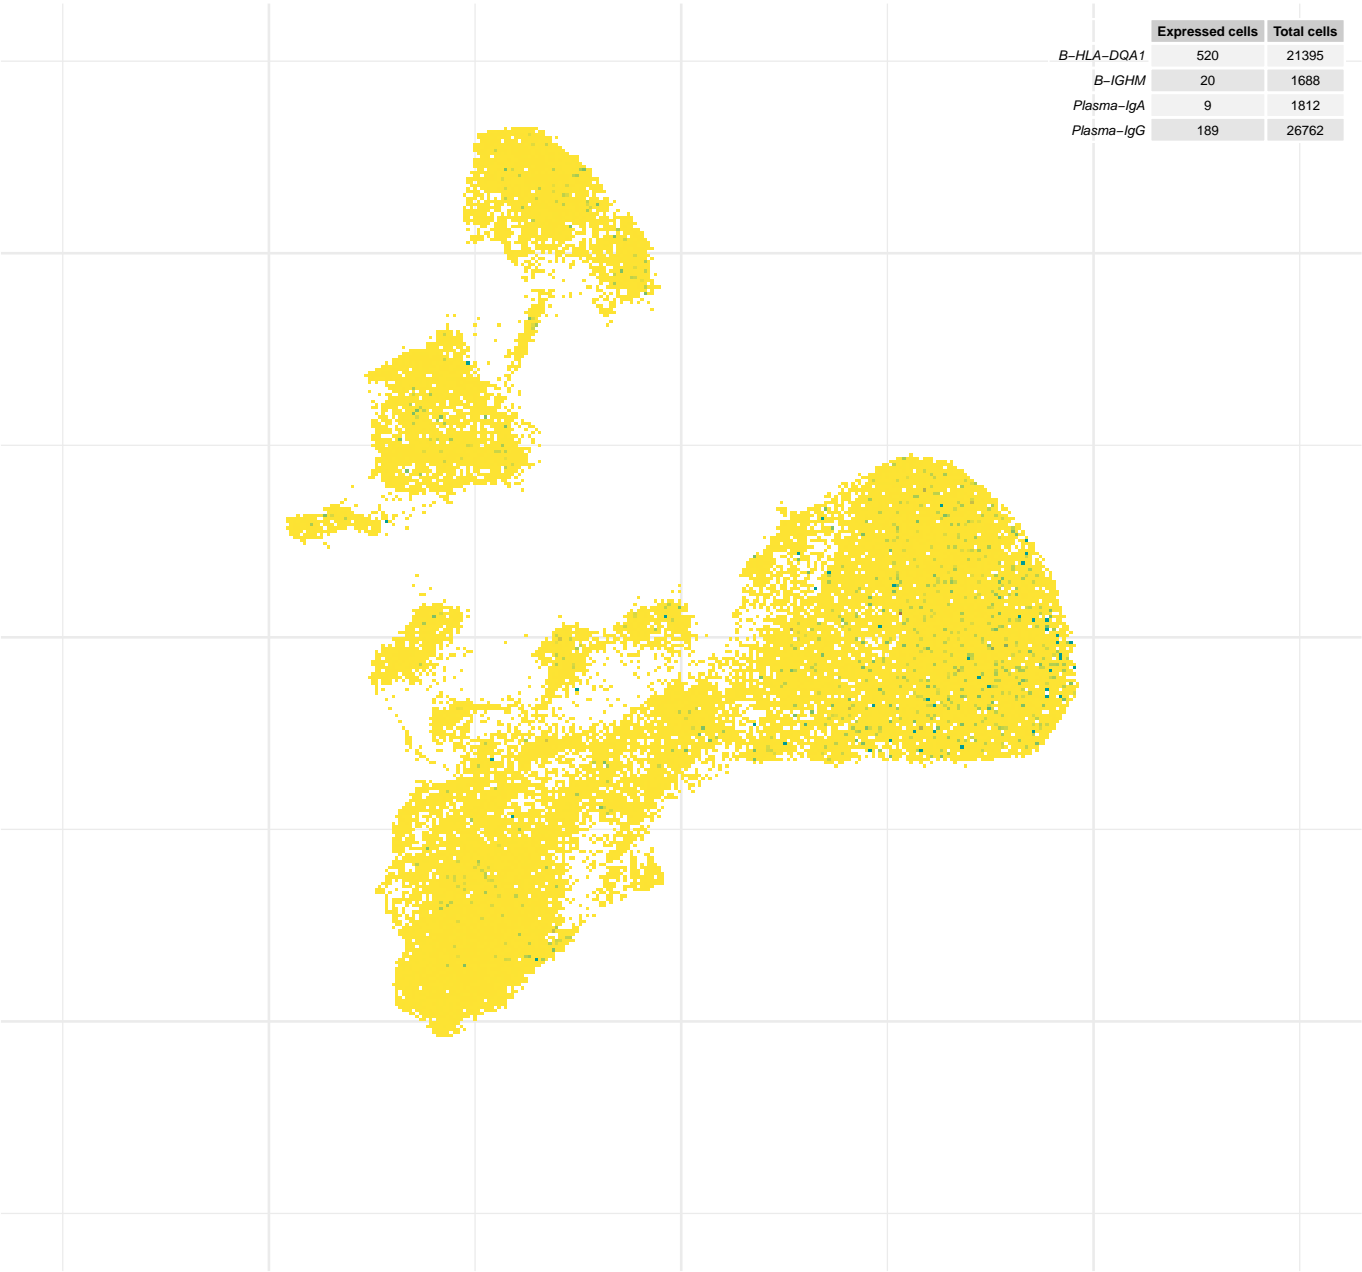 Expressed cells Total cells
B−HLA−DQA1 520 21395
B−IGHM 20 1688
Plasma−IgA 9 1812
Plasma−IgG 189 26762